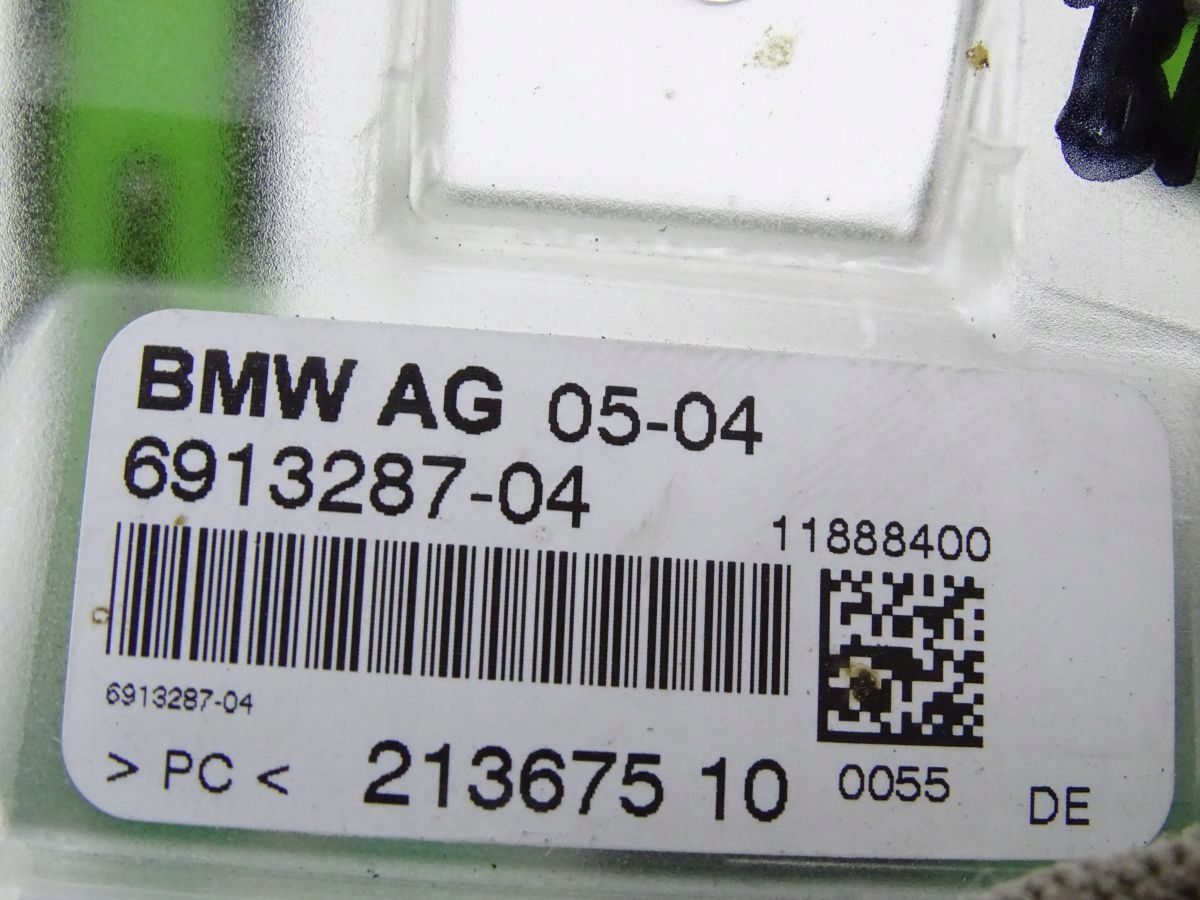 BMW AG 05-04
6913287-04
11888400
6913287-04
> PC < 213675 10 0055 DE